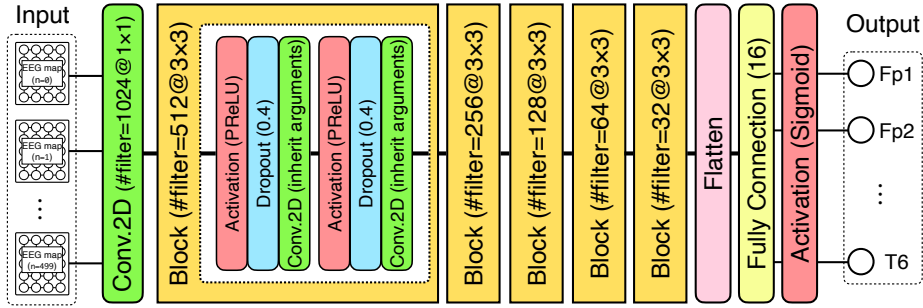 Input
EEG map
(n=0)
EEG map
(n=1)
⋮
EEG map
(n=499)
Conv.2D (#filter=1024@1×1)
Block (#filter=512@3×3)
Activation (PReLU)
Dropout (0.4)
Conv.2D (inherit arguments)
Activation (PReLU)
Dropout (0.4)
Conv.2D (inherit arguments)
Block (#filter=256@3×3)
Block (#filter=128@3×3)
Block (#filter=64@3×3)
Block (#filter=32@3×3)
Flatten
Fully Connection (16)
Activation (Sigmoid)
Output
Fp1
Fp2
⋮
T6